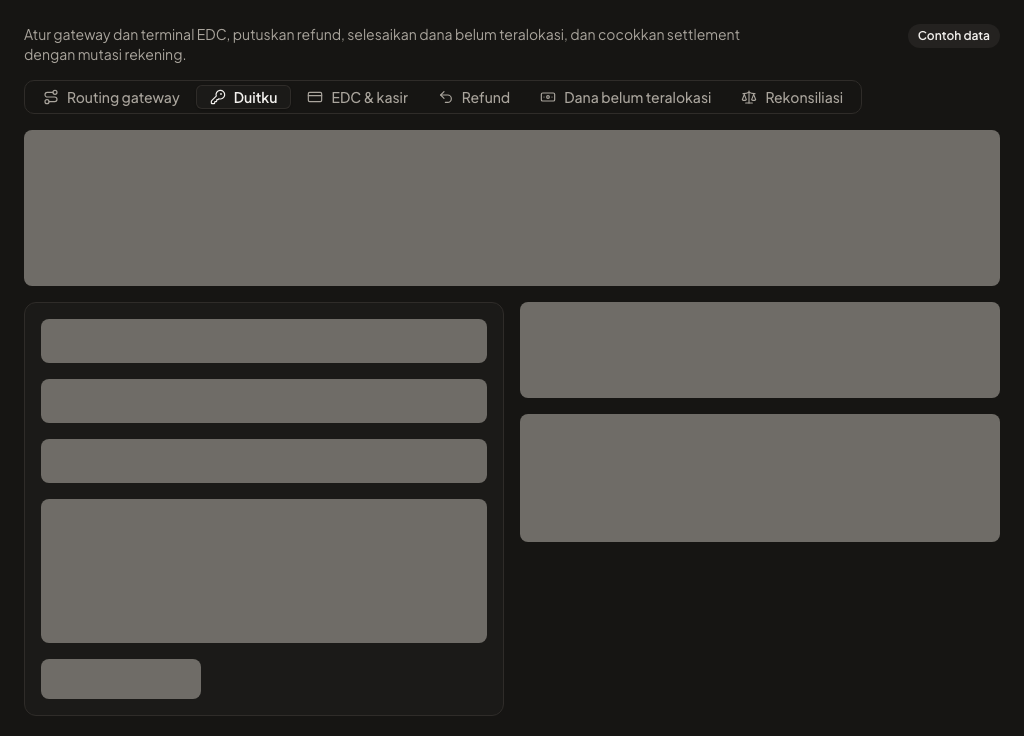 Atur gateway dan terminal EDC, putuskan refund, selesaikan dana belum teralokasi, dan cocokkan settlement
dengan mutasi rekening.
Contoh data
Routing gateway
Duitku
EDC & kasir
Refund
Dana belum teralokasi
Rekonsiliasi